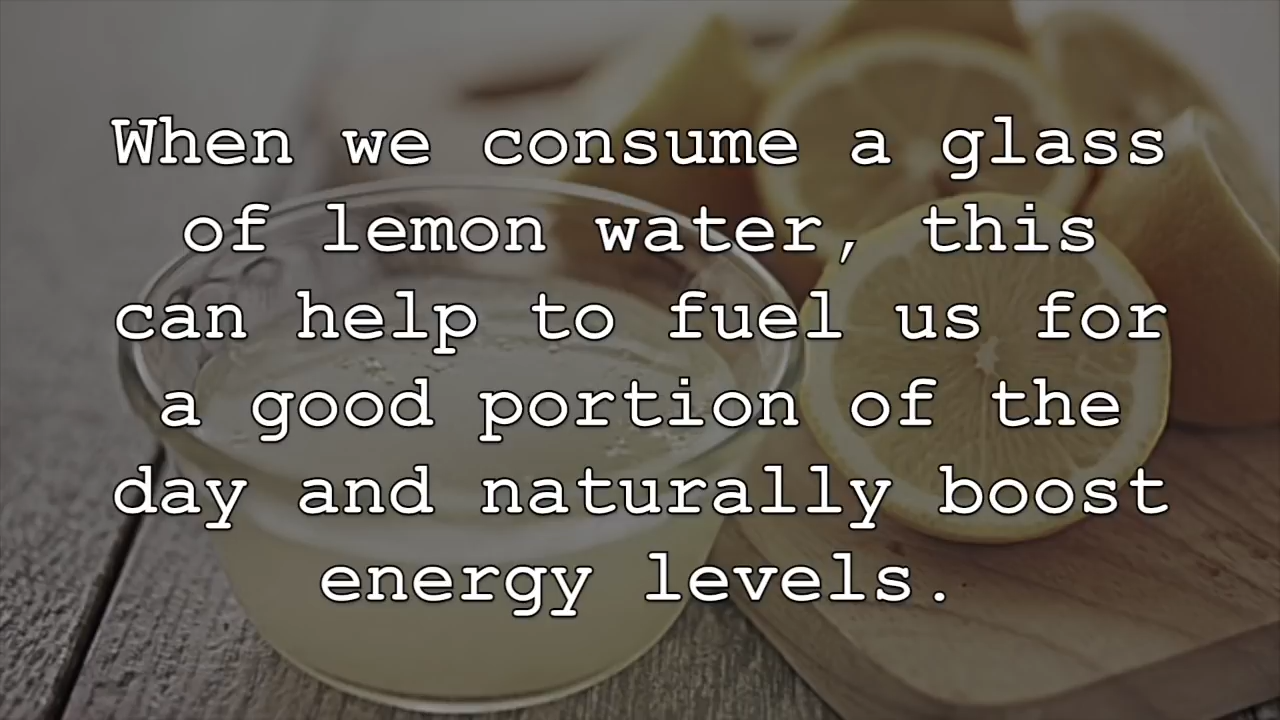 When we consume a glass
of lemon water, this
can help to fuel us for
a good portion of the
day and naturally boost
energy levels.